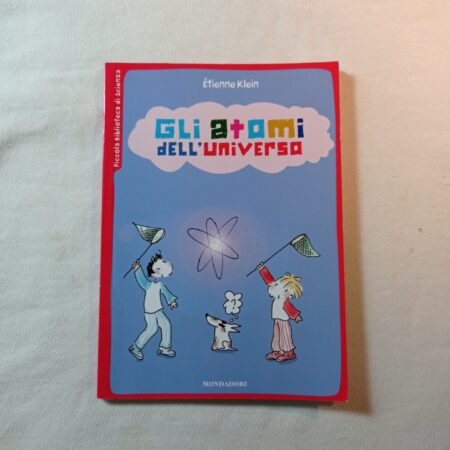 Piccola Biblioteca di Scienza
Étienne Klein
GLi atomi
DELL'UNiverso
MONDADORI